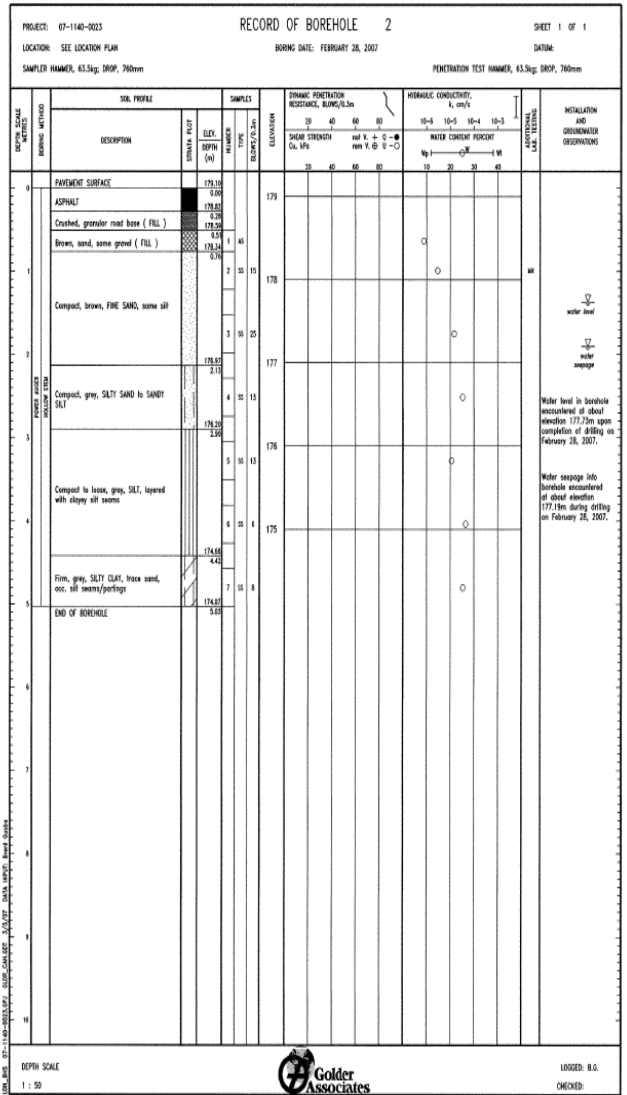 PROJECT: 07-1140-0023
RECORD OF BOREHOLE 2
SHEET 1 OF 1
LOCATION: SEE LOCATION PLAN
BORING DATE: FEBRUARY 28, 2007
DATUM:
SAMPLER HAMMER, 63.5kg; DROP, 760mm
PENETRATION TEST HAMMER, 63.5kg; DROP, 760mm
DEPTH SCALE
METRES
BORING METHOD
SOIL PROFILE
DESCRIPTION
STRATA PLOT
ELEV.
DEPTH
(m)
SAMPLES
NUMBER
TYPE
BLOWS/0.3m
ELEVATION
DYNAMIC PENETRATION
RESISTANCE, BLOWS/0.3m
20 40 60 80
SHEAR STRENGTH nat V. + Q - ●
Cu, kPa rem V. ⊕ U - ○
20 40 60 80
HYDRAULIC CONDUCTIVITY,
k, cm/s
10-6 10-5 10-4 10-3
WATER CONTENT PERCENT
Wp W Wl
10 20 30 40
ADDITIONAL
LAB. TESTING
INSTALLATION
AND
GROUNDWATER
OBSERVATIONS
0
PAVEMENT SURFACE 179.10
0.00
179
ASPHALT
178.82
0.28
Crushed, granular road base ( FILL )
178.59
0.51
Brown, sand, some gravel ( FILL )
1 AS
178.34
0.76
1
2 SS 15
MH
178
Compact, brown, FINE SAND, some silt
water level
3 SS 25
water
seepage
2
176.97
2.13
177
POWER AUGER
HOLLOW STEM
Compact, grey, SILTY SAND to SANDY
SILT
4 SS 13
Water level in borehole
encountered at about
elevation 177.73m upon
completion of drilling on
February 28, 2007.
176.20
2.90
3
176
5 SS 13
Water seepage into
borehole encountered
at about elevation
177.19m during drilling
on February 28, 2007.
Compact to loose, grey, SILT, layered
with clayey silt seams
4
6 SS 6
175
174.68
4.42
Firm, grey, SILTY CLAY, trace sand,
occ. silt seams/partings
7 SS 8
174.07
5.03
5
END OF BOREHOLE
6
7
8
9
10
LON_BHS 07-1140-0023.GPJ GLDR_CAN.GDT 3/5/07 DATA INPUT:
DEPTH SCALE
1 : 50
Golder
Associates
LOGGED: B.G.
CHECKED: